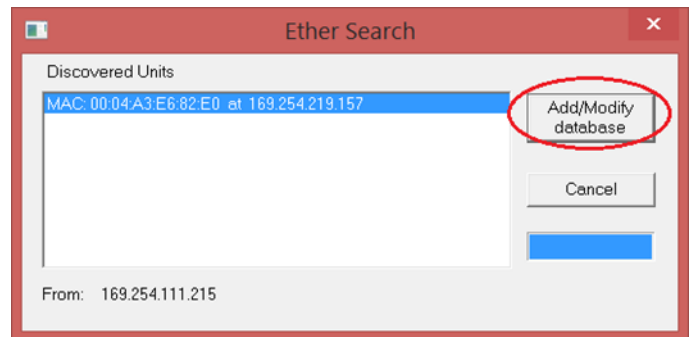 Ether Search
Discovered Units
MAC: 00:04:A3:E6:82:E0 at 169.254.219.157
Add/Modify
database
Cancel
From: 169.254.111.215